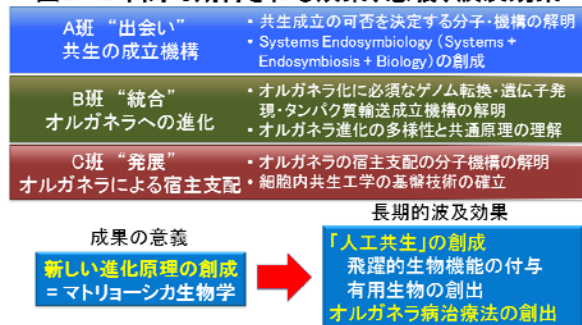 A班 “出会い”
共生の成立機構
・共生成立の可否を決定する分子・機構の解明
・Systems Endosymbiology (Systems +
Endosymbiosis + Biology)の創成
B班 “統合”
オルガネラへの進化
・オルガネラ化に必須なゲノム転換・遺伝子発
現・タンパク質輸送成立機構の解明
・オルガネラ進化の多様性と共通原理の理解
C班 “発展”
オルガネラによる宿主支配
・オルガネラの宿主支配の分子機構の解明
・細胞内共生工学の基盤技術の確立
成果の意義
新しい進化原理の創成
= マトリョーシカ生物学
長期的波及効果
「人工共生」の創成
飛躍的生物機能の付与
有用生物の創出
オルガネラ病治療法の創出